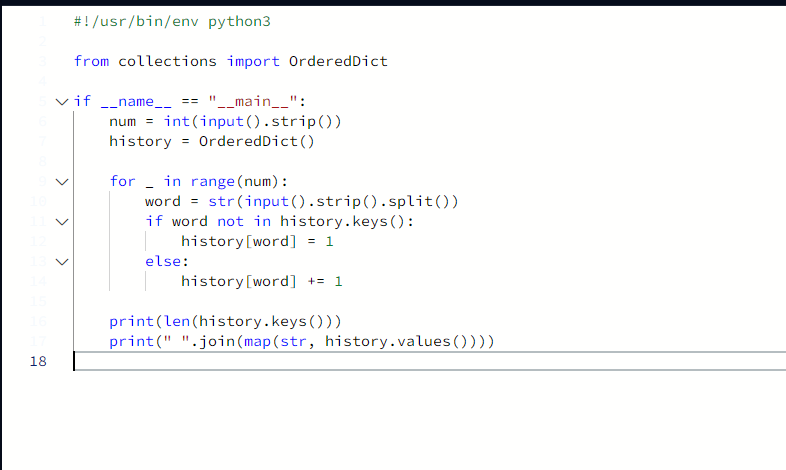 1 #!/usr/bin/env python3
2
3 from collections import OrderedDict
4
5 if __name__ == "__main__":
6     num = int(input().strip())
7     history = OrderedDict()
8
9     for _ in range(num):
10         word = str(input().strip().split())
11         if word not in history.keys():
12             history[word] = 1
13         else:
14             history[word] += 1
15
16     print(len(history.keys()))
17     print(" ".join(map(str, history.values())))
18